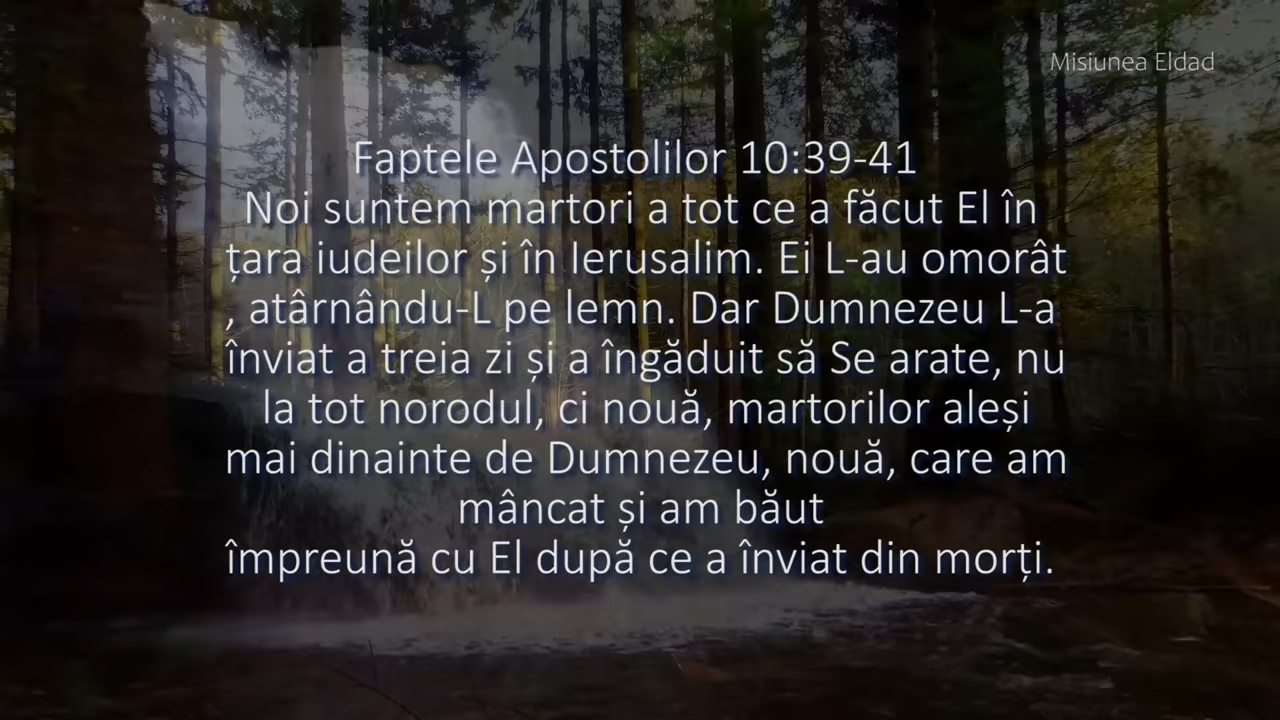 Misiunea Eldad
Faptele Apostolilor 10:39-41
Noi suntem martori a tot ce a făcut El în
țara iudeilor și în Ierusalim. Ei L-au omorât
, atârnându-L pe lemn. Dar Dumnezeu L-a
înviat a treia zi și a îngăduit să Se arate, nu
la tot norodul, ci nouă, martorilor aleși
mai dinainte de Dumnezeu, nouă, care am
mâncat și am băut
împreună cu El după ce a înviat din morți.